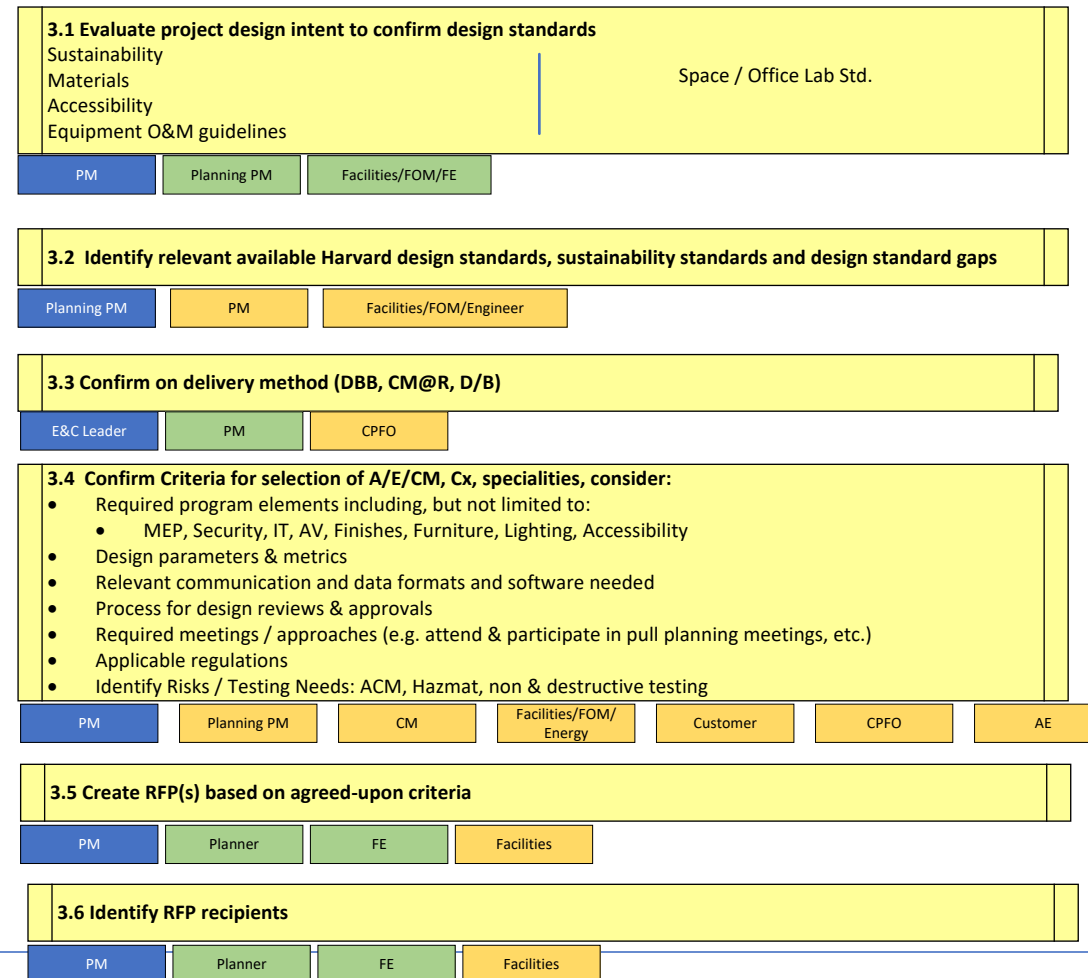 3.1 Evaluate project design intent to confirm design standards
Sustainability
Materials
Accessibility
Equipment O&M guidelines
Space / Office Lab Std.
PM
Planning PM
Facilities/FOM/FE
3.2 Identify relevant available Harvard design standards, sustainability standards and design standard gaps
Planning PM
PM
Facilities/FOM/Engineer
3.3 Confirm on delivery method (DBB, CM@R, D/B)
E&C Leader
PM
CPFO
3.4 Confirm Criteria for selection of A/E/CM, Cx, specialities, consider:
• Required program elements including, but not limited to:
• MEP, Security, IT, AV, Finishes, Furniture, Lighting, Accessibility
• Design parameters & metrics
• Relevant communication and data formats and software needed
• Process for design reviews & approvals
• Required meetings / approaches (e.g. attend & participate in pull planning meetings, etc.)
• Applicable regulations
• Identify Risks / Testing Needs: ACM, Hazmat, non & destructive testing
PM
Planning PM
CM
Facilities/FOM/
Energy
Customer
CPFO
AE
3.5 Create RFP(s) based on agreed-upon criteria
PM
Planner
FE
Facilities
3.6 Identify RFP recipients
PM
Planner
FE
Facilities